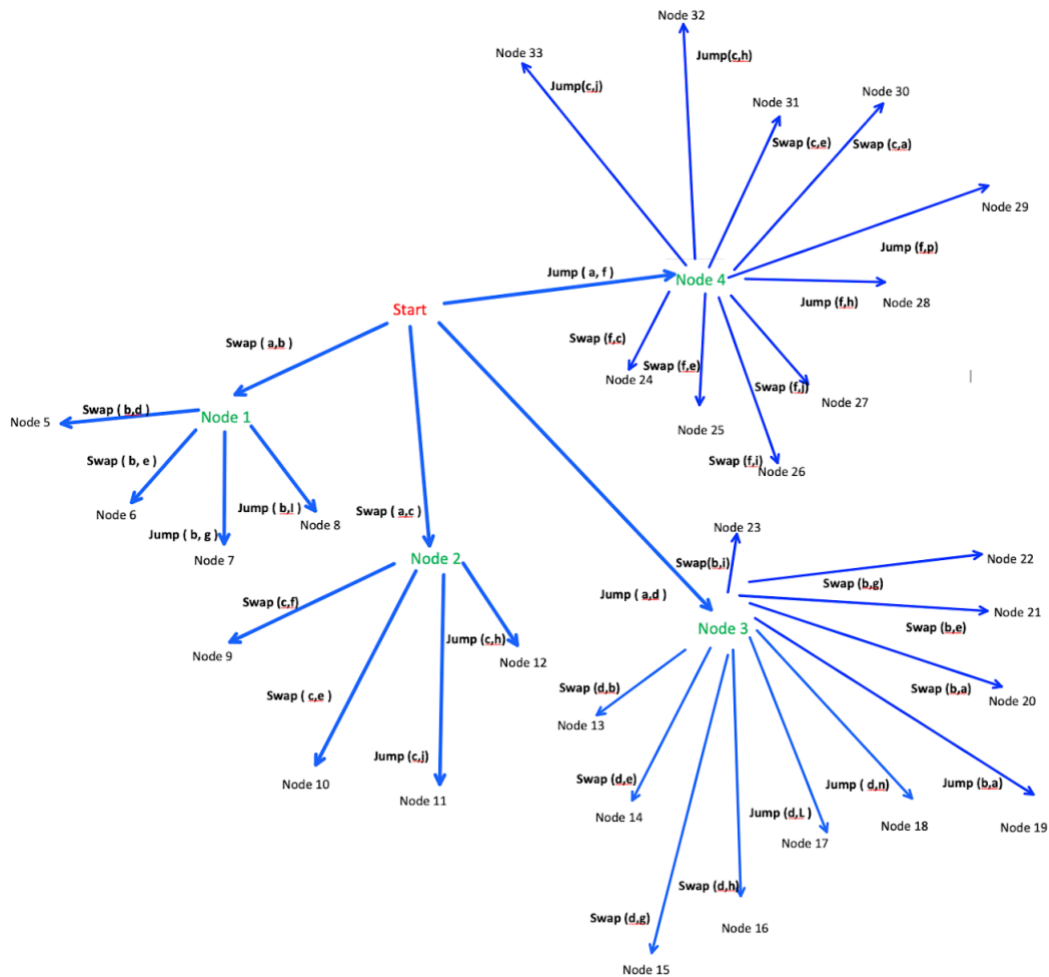 Node 32
Node 33
Jump(c,h)
Jump(c,j)
Node 30
Node 31
Swap (c,e)
Swap (c,a)
Node 29
Jump (f,p)
Jump ( a, f )
Node 4
Start
Jump (f,h)
Node 28
Swap ( a,b )
Swap (f,c)
Swap (f,e)
Node 24
Swap (f,j)
Node 27
Swap ( b,d )
Node 5
Node 1
Node 25
Swap ( b, e )
Swap (f,i)
Node 26
Node 6
Jump ( b,l )
Node 8
Swap ( a,c )
Jump ( b, g )
Node 7
Node 23
Node 2
Swap(b,i)
Node 22
Swap (b,g)
Swap (c,f)
Jump ( a,d )
Node 21
Node 3
Swap (b,e)
Jump (c,h)
Node 9
Node 12
Swap ( c,e )
Swap (d,b)
Swap (b,a)
Node 20
Node 13
Jump (c,j)
Node 10
Swap (d,e)
Jump ( d,n)
Jump (b,a)
Node 11
Node 14
Jump (d,L )
Node 18
Node 19
Node 17
Swap (d,h)
Swap (d,g)
Node 16
Node 15